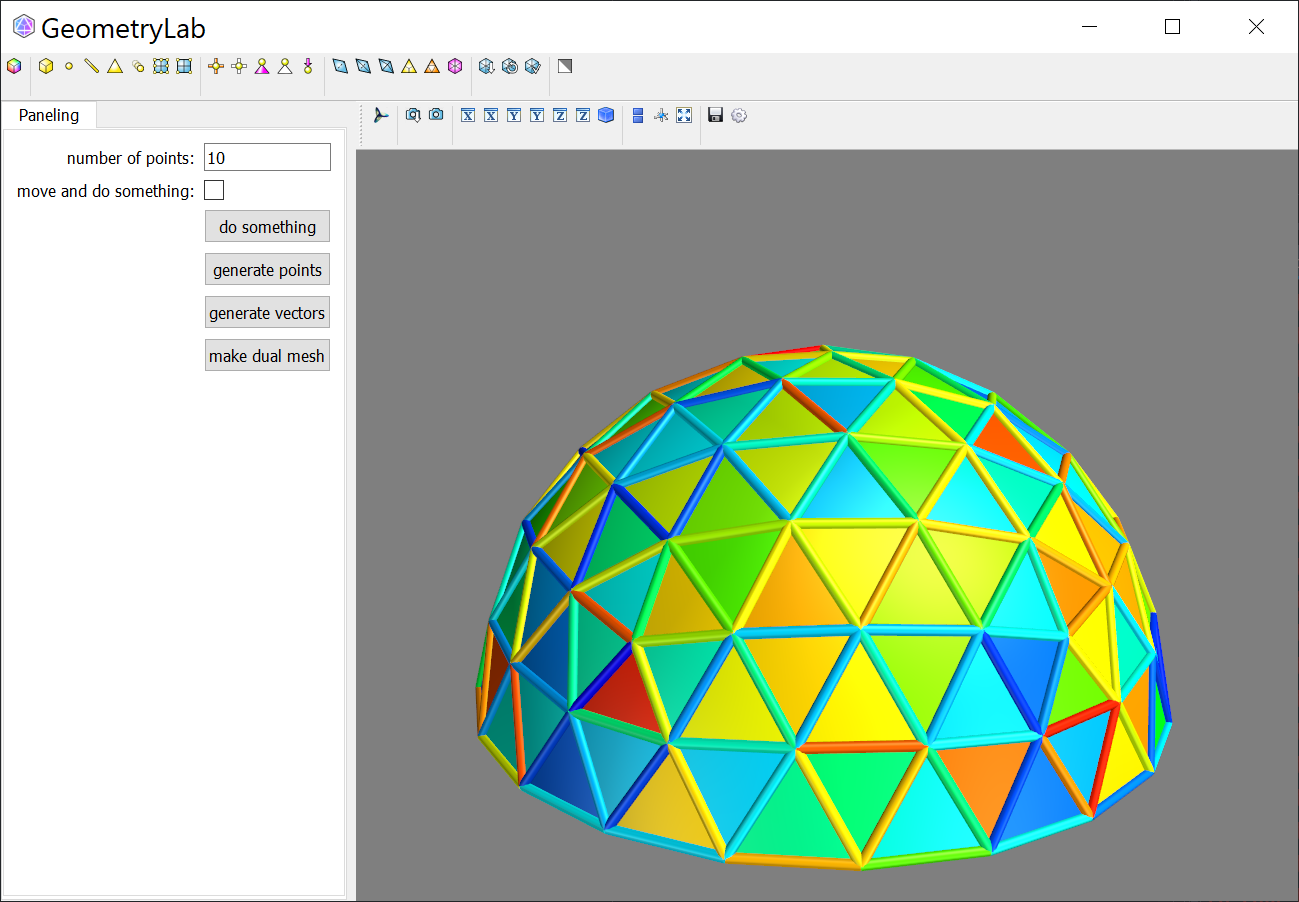 GeometryLab
Paneling
number of points: 10
move and do something:
do something
generate points
generate vectors
make dual mesh
X X Y Y Z Z